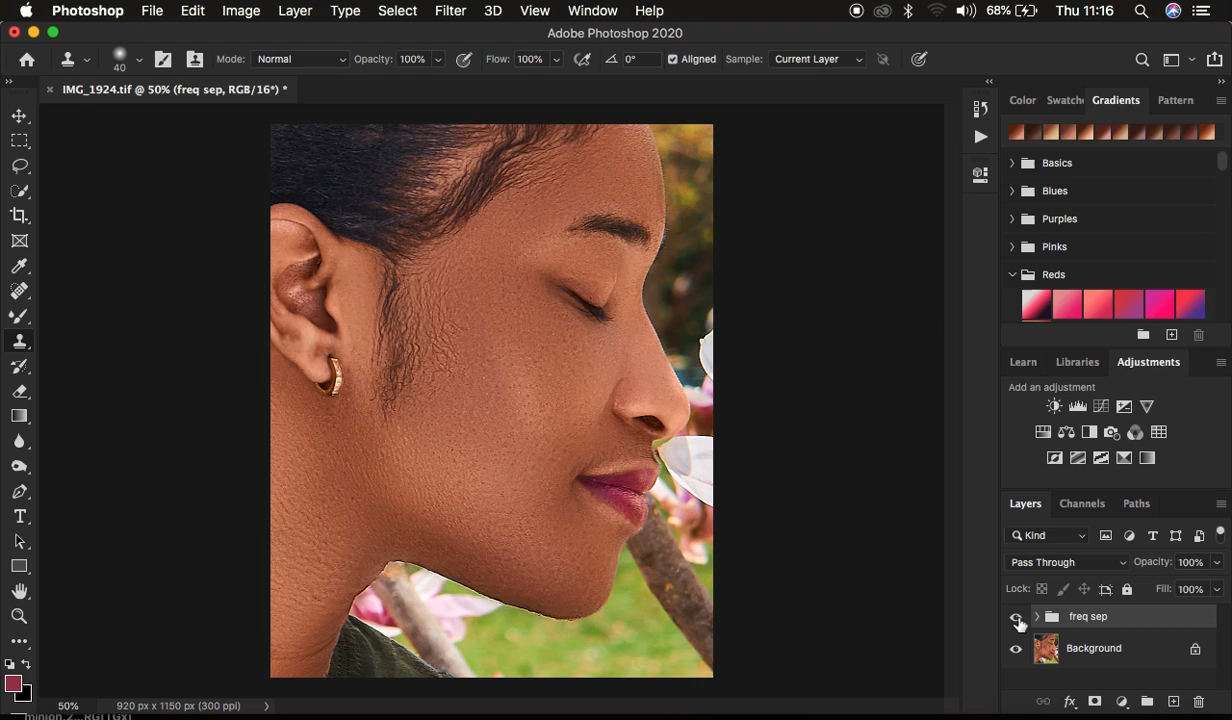 Photoshop File Edit Image Layer Type Select Filter 3D View Window Help 68% Thu 11:16
Adobe Photoshop 2020
40 Mode: Normal Opacity: 100% Flow: 100% 0° Aligned Sample: Current Layer
IMG_1924.tif @ 50% (freq sep, RGB/16*) *
Color Swatche Gradients Pattern
Basics
Blues
Purples
Pinks
Reds
Learn Libraries Adjustments
Add an adjustment
Layers Channels Paths
Kind
Pass Through Opacity: 100%
Lock: Fill: 100%
freq sep
Background
50% 920 px x 1150 px (300 ppi)